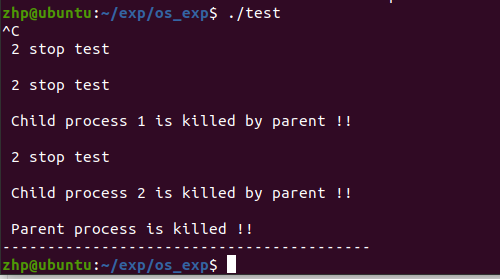 zhp@ubuntu:~/exp/os_exp$ ./test
^C
2 stop test
2 stop test
Child process 1 is killed by parent !!
2 stop test
Child process 2 is killed by parent !!
Parent process is killed !!
-----------------------------------------
zhp@ubuntu:~/exp/os_exp$